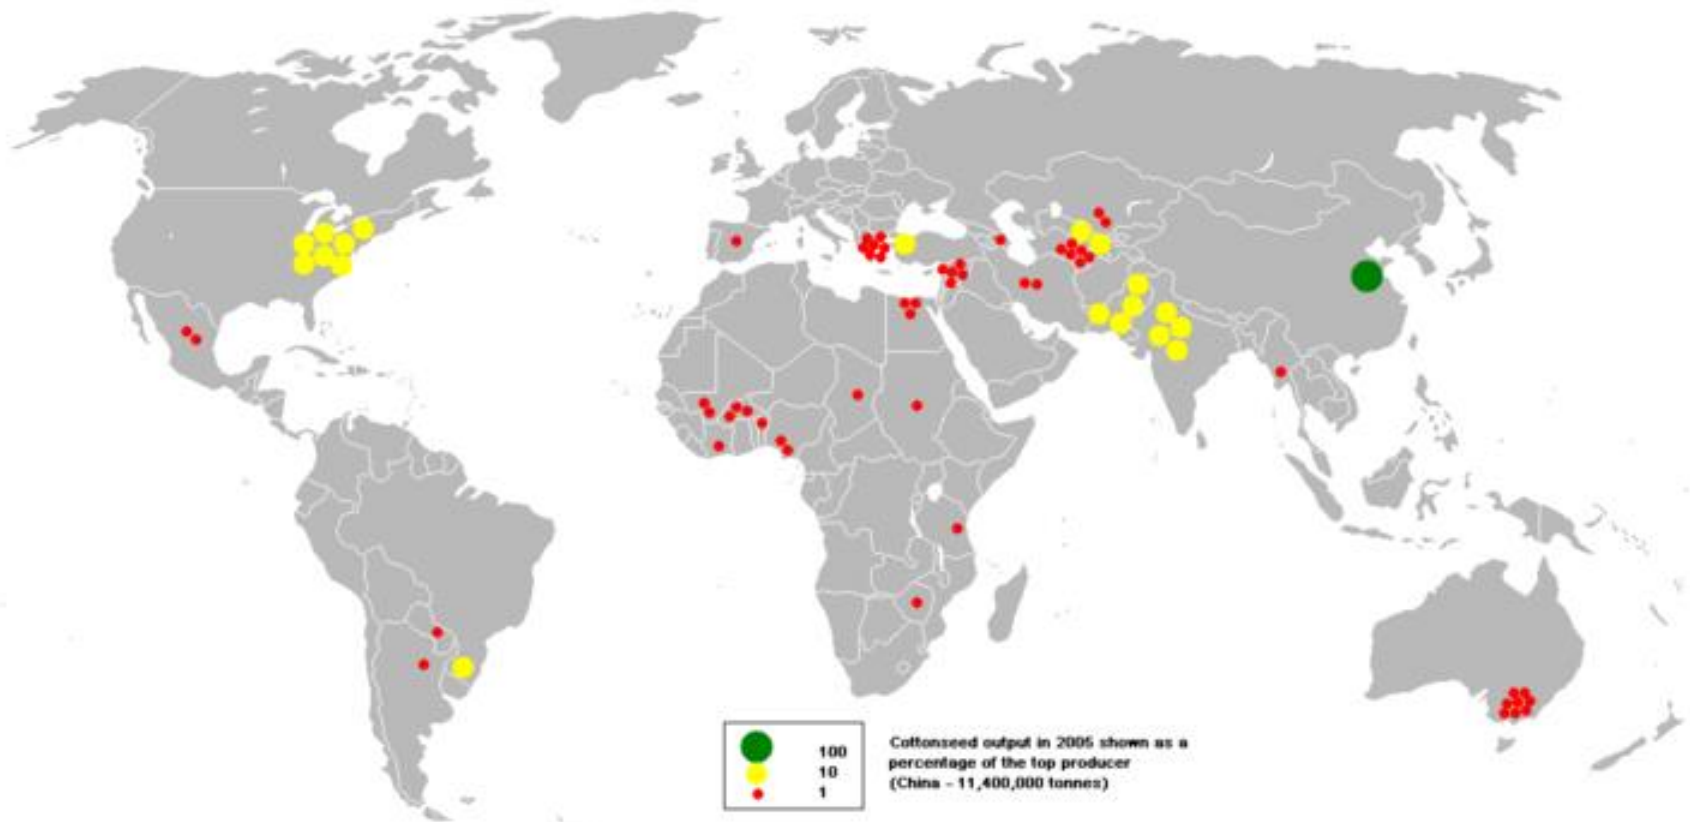 100
10
1
Cottonseed output in 2005 shown as a
percentage of the top producer
(China - 11,400,000 tonnes)